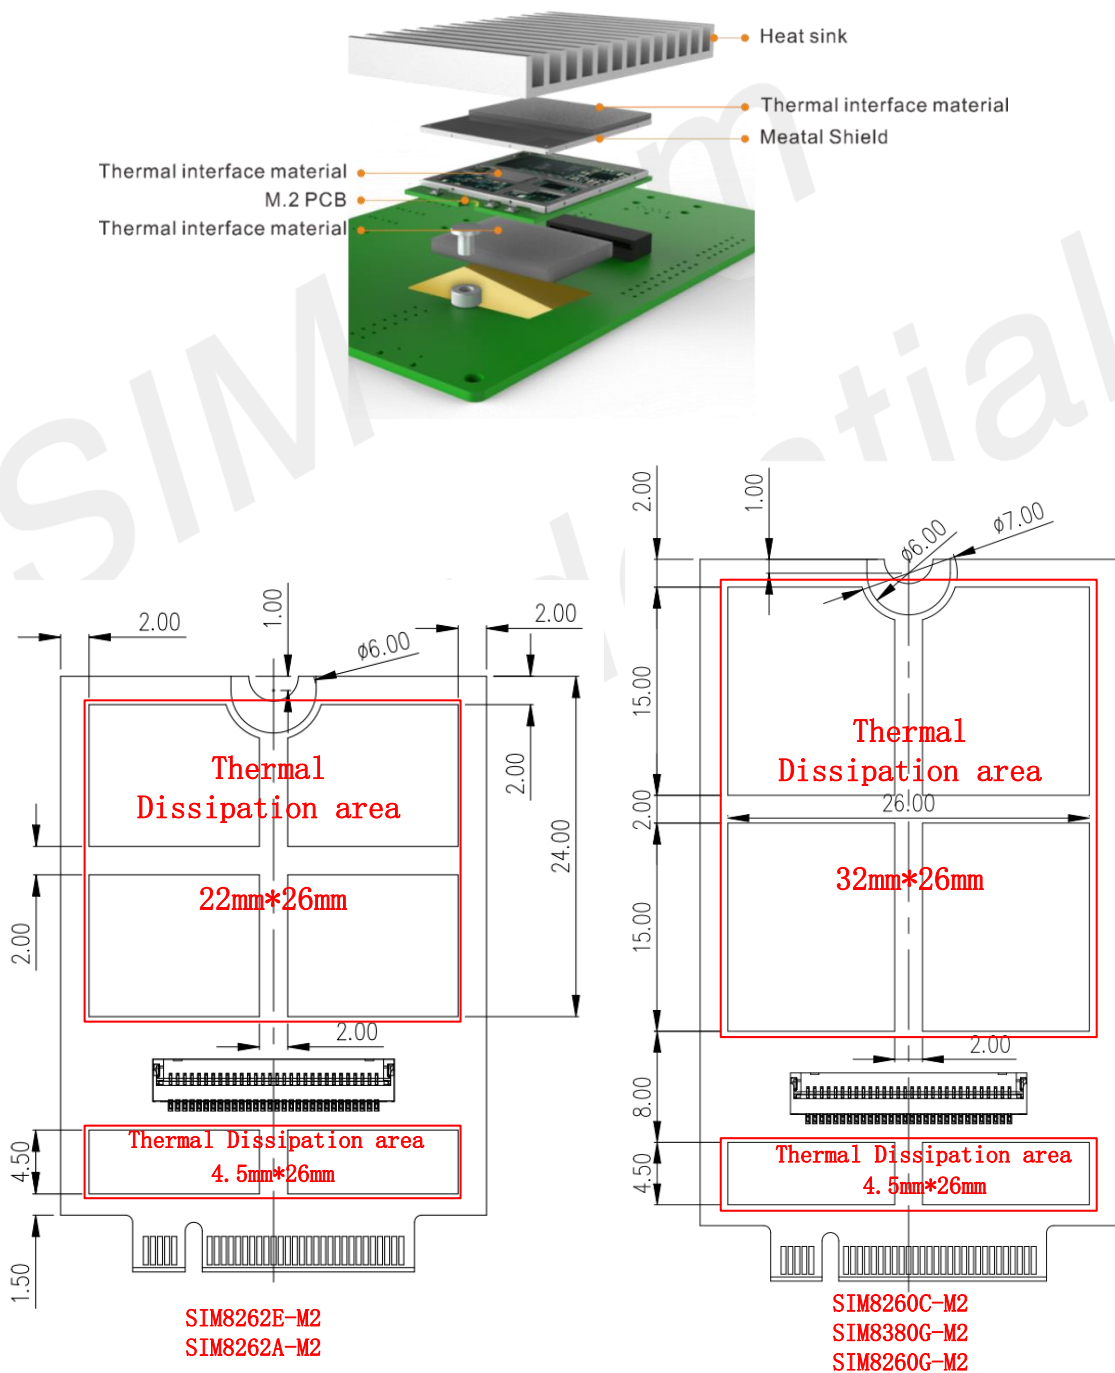 Heat sink
Thermal interface material
Meatal Shield
Thermal interface material
M.2 PCB
Thermal interface material
2.00
1.00
2.00
ø6.00
Thermal
Dissipation area
2.00
24.00
22mm*26mm
2.00
2.00
Thermal Dissipation area
4.5mm*26mm
4.50
1.50
SIM8262E-M2
SIM8262A-M2
2.00
1.00
ø6.00
ø7.00
15.00
Thermal
Dissipation area
2.00
26.00
32mm*26mm
15.00
2.00
8.00
Thermal Dissipation area
4.5mm*26mm
4.50
SIM8260C-M2
SIM8380G-M2
SIM8260G-M2